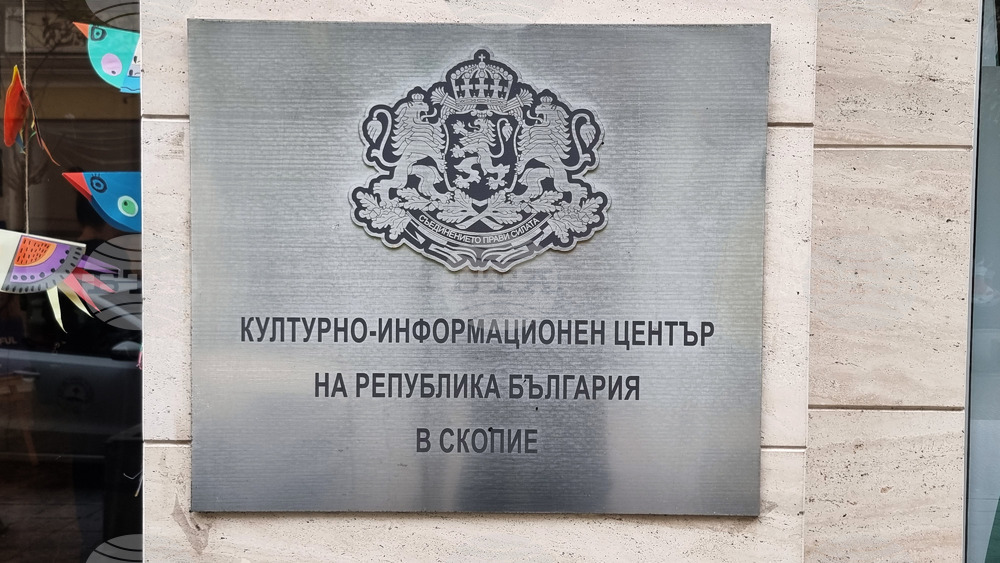 СЪЕДИНЕНИЕТО ПРАВИ СИЛАТА
КУЛТУРНО-ИНФОРМАЦИОНЕН ЦЕНТЪР
НА РЕПУБЛИКА БЪЛГАРИЯ
В СКОПИЕ